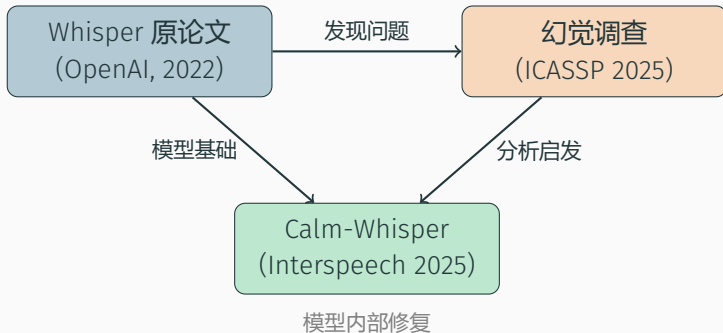 Whisper 原论文
(OpenAI, 2022)
发现问题
幻觉调查
(ICASSP 2025)
模型基础
分析启发
Calm-Whisper
(Interspeech 2025)
模型内部修复